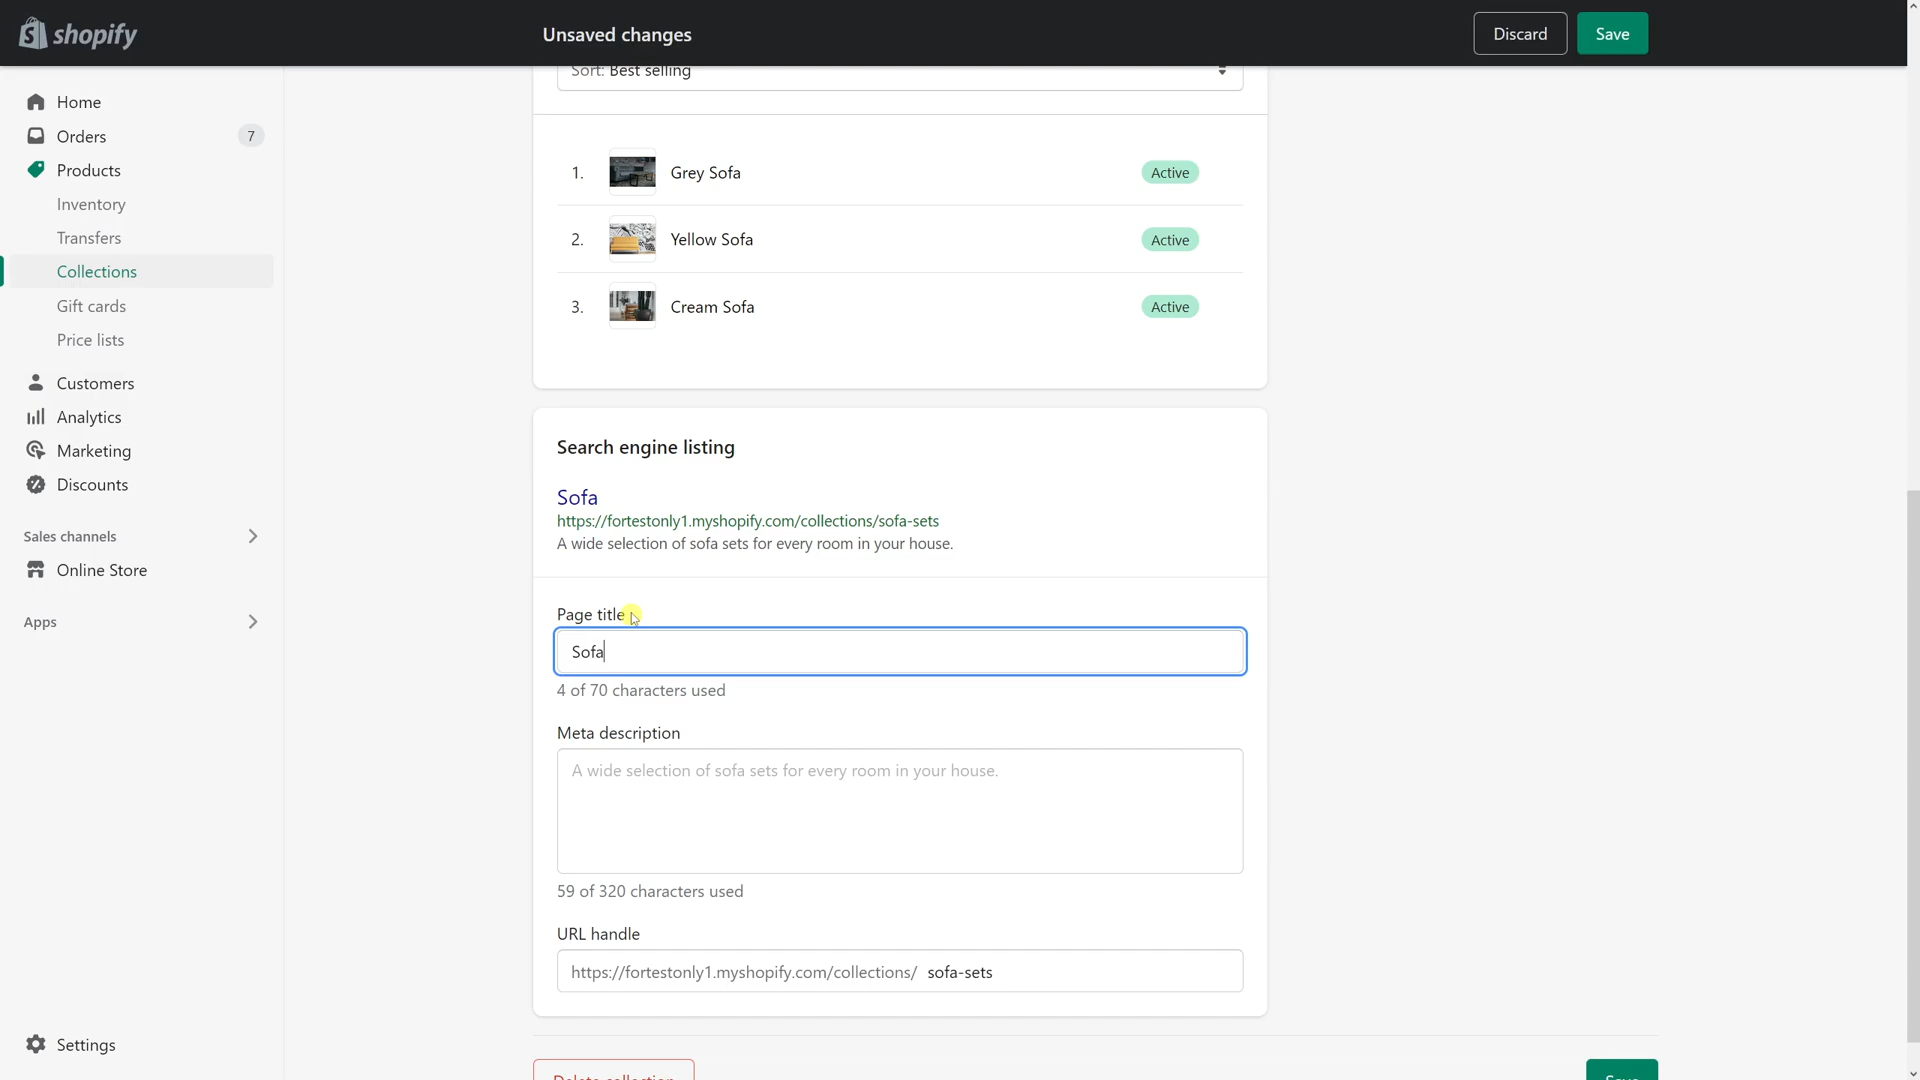 shopify
Unsaved changes
Discard
Save
Home
Orders
7
Products
Inventory
Transfers
Collections
Gift cards
Price lists
Customers
Analytics
Marketing
Discounts
Sales channels
Online Store
Apps
Settings
Sort: Best selling
1. Grey Sofa Active
2. Yellow Sofa Active
3. Cream Sofa Active
Search engine listing
Sofa
https://fortestonly1.myshopify.com/collections/sofa-sets
A wide selection of sofa sets for every room in your house.
Page title
Sofa
4 of 70 characters used
Meta description
A wide selection of sofa sets for every room in your house.
59 of 320 characters used
URL handle
https://fortestonly1.myshopify.com/collections/ sofa-sets
Delete collection
Save